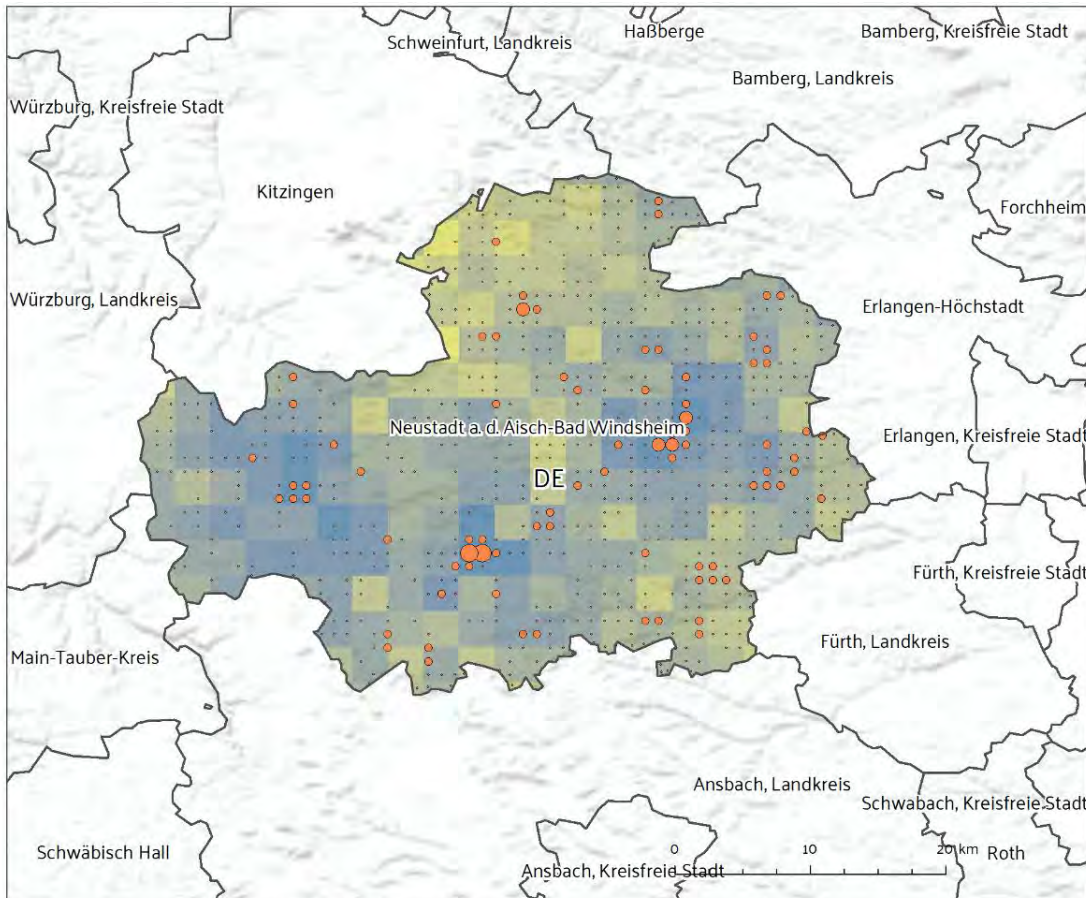 Haßberge
Bamberg, Kreisfreie Stadt
Schweinfurt, Landkreis
Bamberg, Landkreis
Würzburg, Kreisfreie Stadt
Kitzingen
Forchheim
Würzburg, Landkreis
Erlangen-Höchstadt
Neustadt a. d. Aisch-Bad Windsheim
Erlangen, Kreisfreie Stadt
DE
Fürth, Kreisfreie Stadt
Main-Tauber-Kreis
Fürth, Landkreis
Ansbach, Landkreis
Schwabach, Kreisfreie Stadt
Schwäbisch Hall
0 10 20 km
Roth
Ansbach, Kreisfreie Stadt